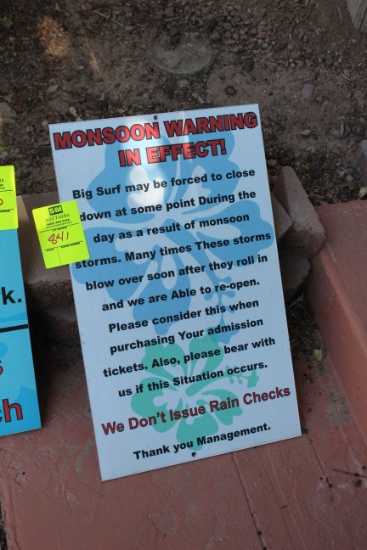 MONSOON WARNING
IN EFFECT!
Big Surf may be forced to close
down at some point During the
day as a result of monsoon
storms. Many times These storms
blow over soon after they roll in
and we are Able to re-open.
Please consider this when
purchasing Your admission
tickets. Also, please bear with
us if this Situation occurs.
We Don't Issue Rain Checks
Thank you Management.
841
k.
s
ch